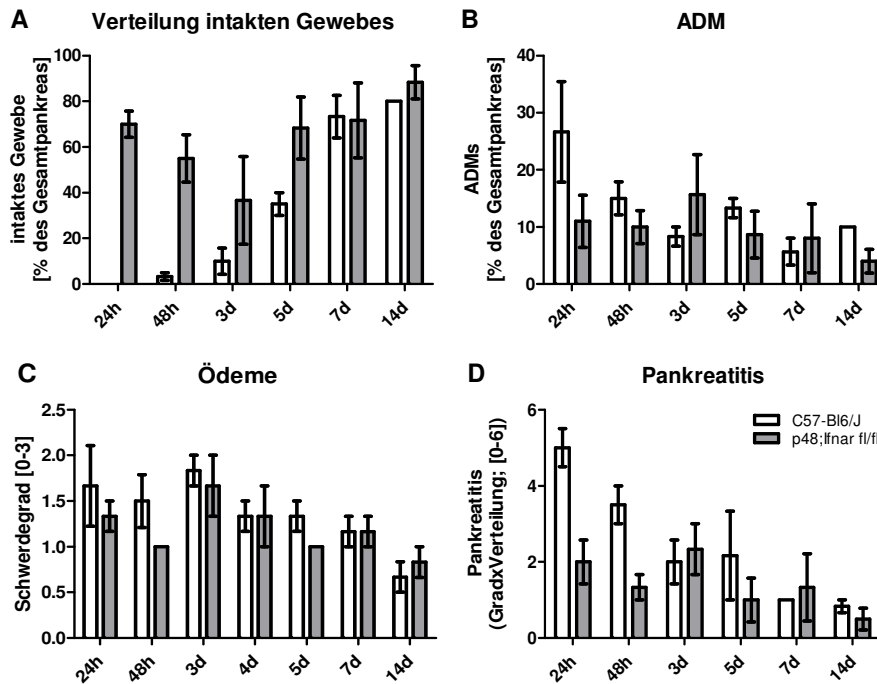 A
Verteilung intakten Gewebes
intaktes Gewebe
[% des Gesamtpankreas]
100
80
60
40
20
0
24h
48h
3d
5d
7d
14d
B
ADM
ADMs
[% des Gesamtpankreas]
40
30
20
10
0
24h
48h
3d
5d
7d
14d
C
Ödeme
Schwerdegrad [0-3]
2.5
2.0
1.5
1.0
0.5
0.0
24h
48h
3d
4d
5d
7d
14d
D
Pankreatitis
Pankreatitis
(GradxVerteilung; [0-6])
6
4
2
0
24h
48h
3d
5d
7d
14d
C57-Bl6/J
p48;Ifnar fl/fl